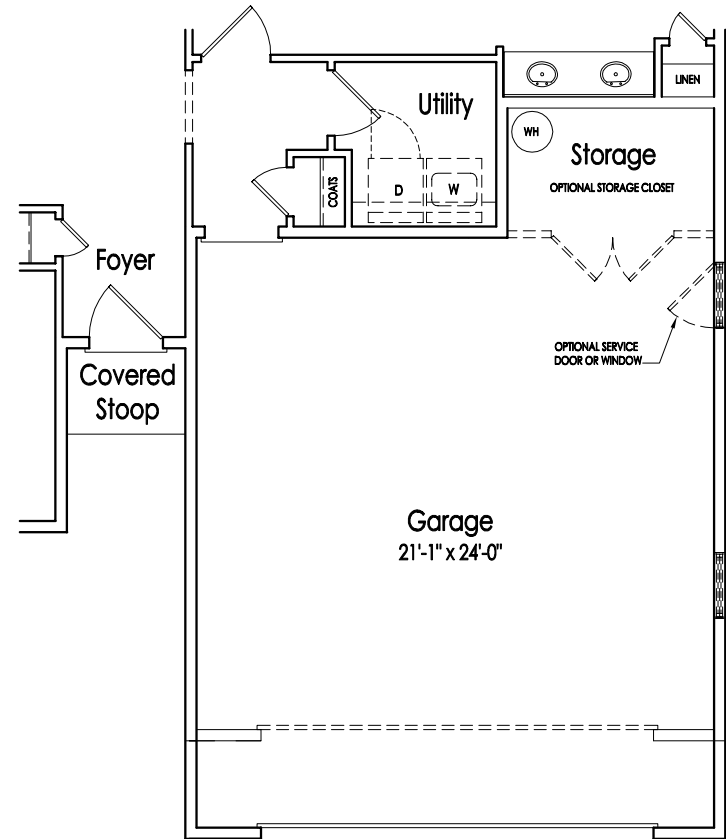 LINEN
Utility
WH
Storage
OPTIONAL STORAGE CLOSET
COATS
D
W
Foyer
OPTIONAL SERVICE
DOOR OR WINDOW
Covered
Stoop
Garage
21'-1" x 24'-0"